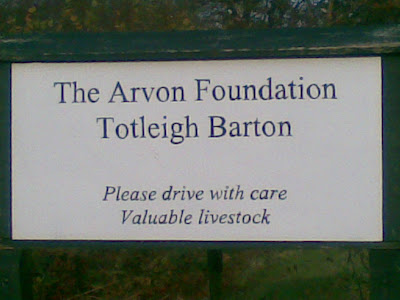 The Arvon Foundation
Totleigh Barton
Please drive with care
Valuable livestock